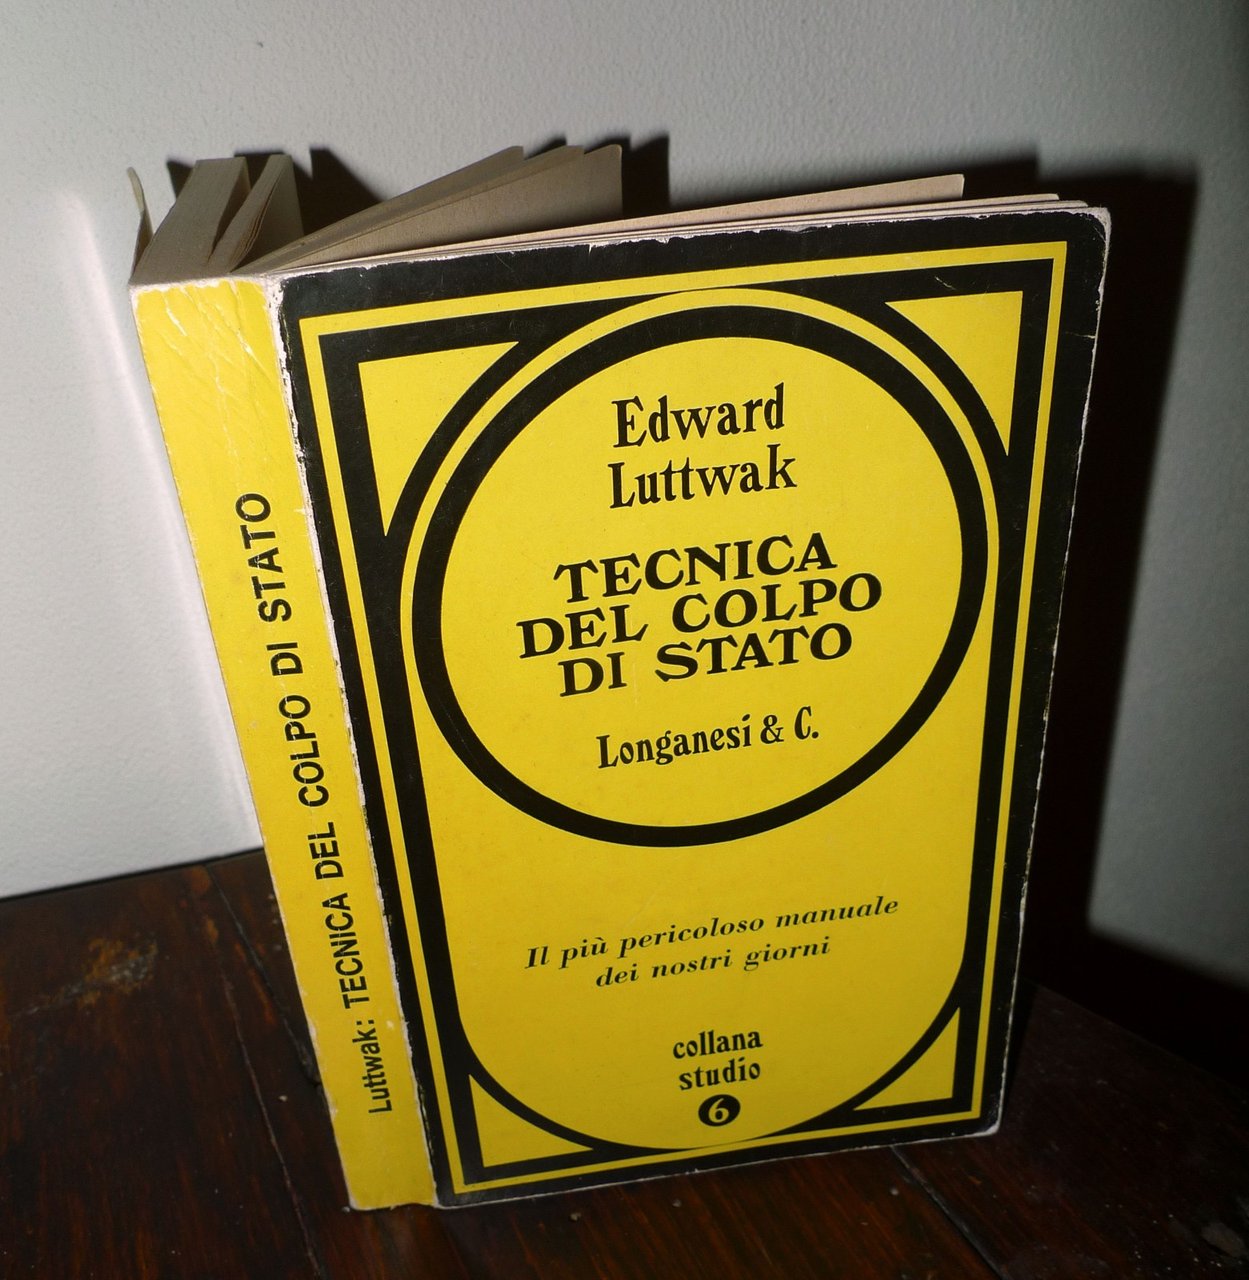 Luttwak: TECNICA DEL COLPO DI STATO
Edward
Luttwak
TECNICA
DEL COLPO
DI STATO
Longanesi & C.
Il più pericoloso manuale
dei nostri giorni
collana
studio
6